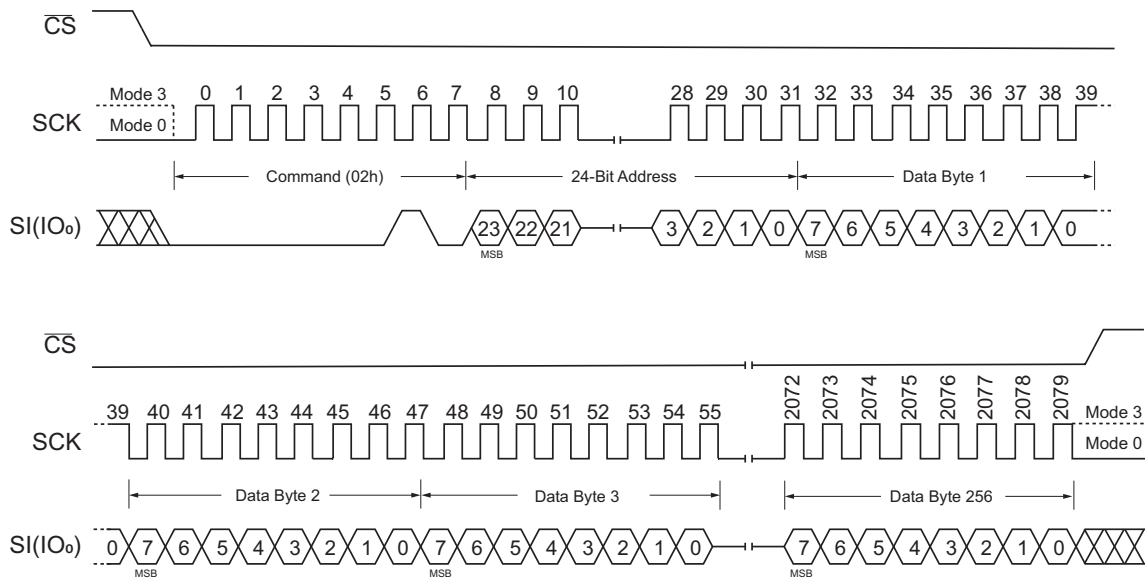 CS
Mode 3 0 1 2 3 4 5 6 7 8 9 10 28 29 30 31 32 33 34 35 36 37 38 39
SCK Mode 0
Command (02h) 24-Bit Address Data Byte 1
SI(IO₀) 23 22 21 3 2 1 0 7 6 5 4 3 2 1 0
MSB MSB
CS
39 40 41 42 43 44 45 46 47 48 49 50 51 52 53 54 55 2072 2073 2074 2075 2076 2077 2078 2079 Mode 3
SCK Mode 0
Data Byte 2 Data Byte 3 Data Byte 256
SI(IO₀) 0 7 6 5 4 3 2 1 0 7 6 5 4 3 2 1 0 7 6 5 4 3 2 1 0
MSB MSB MSB